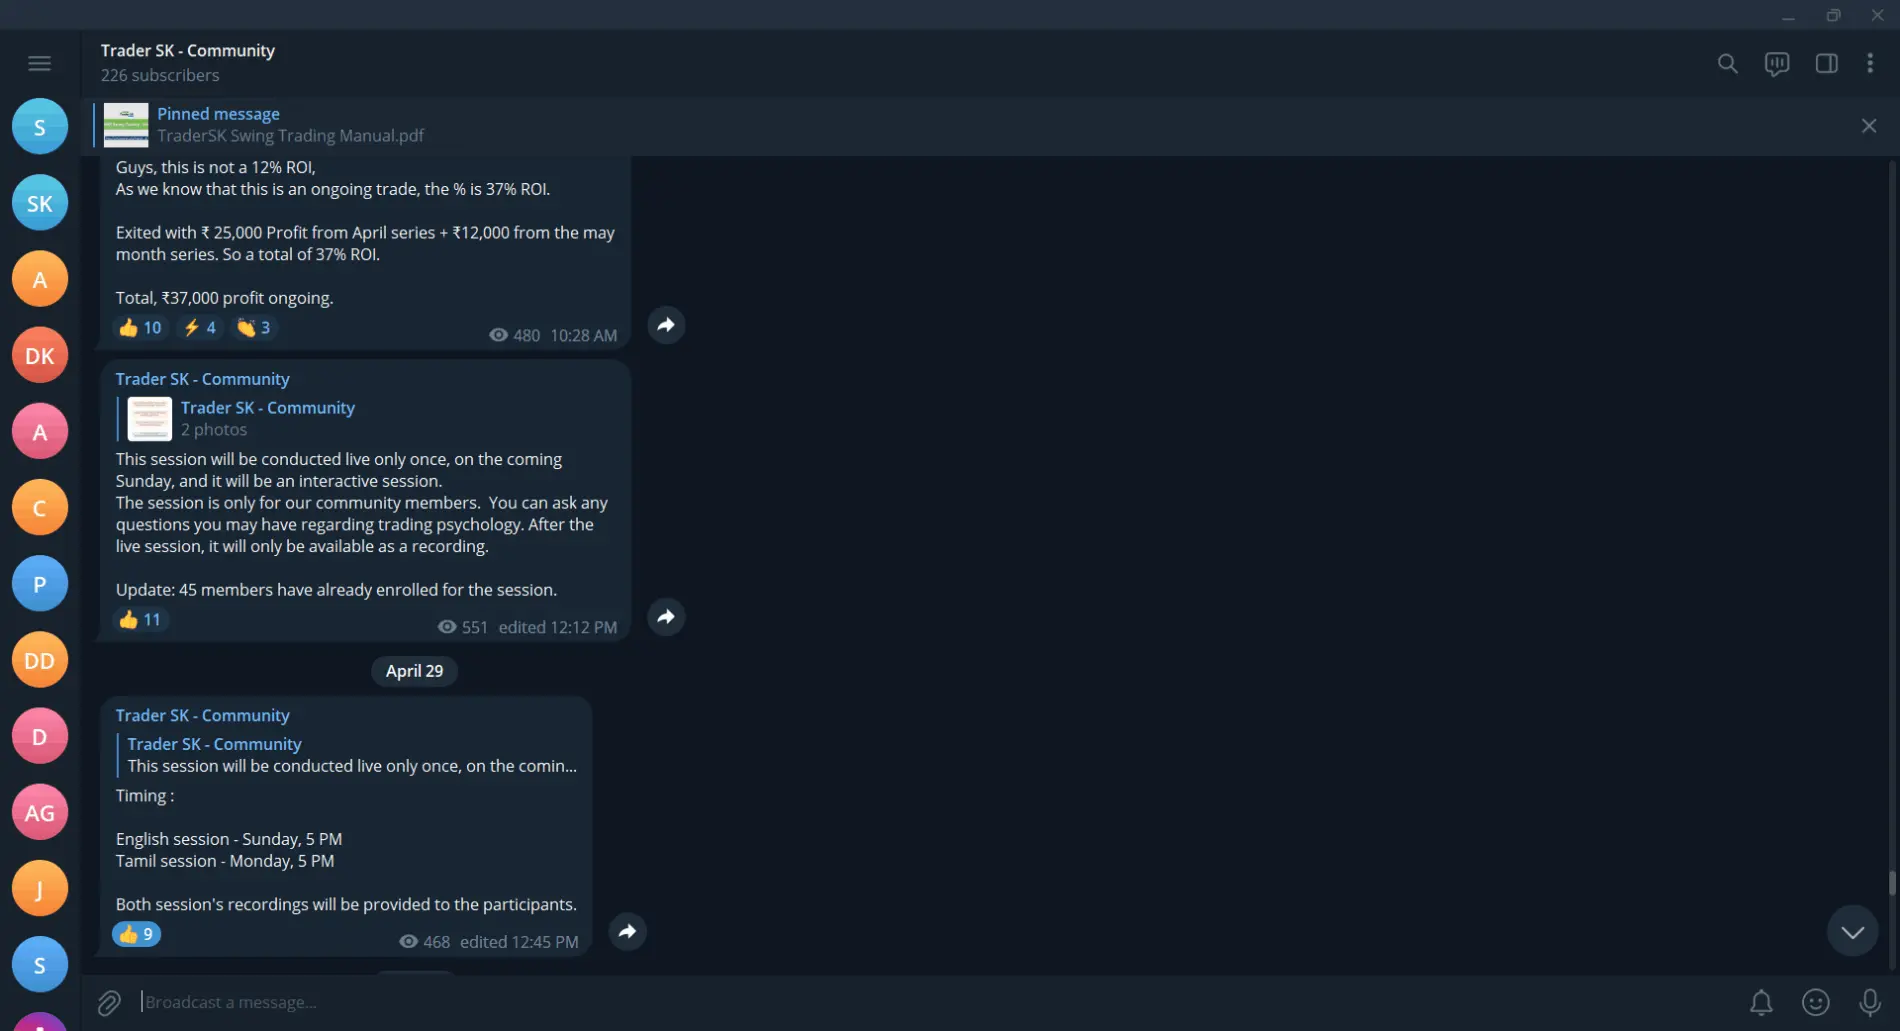 Trader SK - Community
226 subscribers
Pinned message
TraderSK Swing Trading Manual.pdf
Guys, this is not a 12% ROI,
As we know that this is an ongoing trade, the % is 37% ROI.
Exited with ₹ 25,000 Profit from April series + ₹12,000 from the may
month series. So a total of 37% ROI.
Total, ₹37,000 profit ongoing.
10 4 3
480 10:28 AM
Trader SK - Community
Trader SK - Community
2 photos
This session will be conducted live only once, on the coming
Sunday, and it will be an interactive session.
The session is only for our community members.  You can ask any
questions you may have regarding trading psychology. After the
live session, it will only be available as a recording.
Update: 45 members have already enrolled for the session.
11
551 edited 12:12 PM
April 29
Trader SK - Community
Trader SK - Community
This session will be conducted live only once, on the comin...
Timing :
English session - Sunday, 5 PM
Tamil session - Monday, 5 PM
Both session's recordings will be provided to the participants.
9
468 edited 12:45 PM
Broadcast a message...
S
SK
A
DK
A
C
P
DD
D
AG
J
S